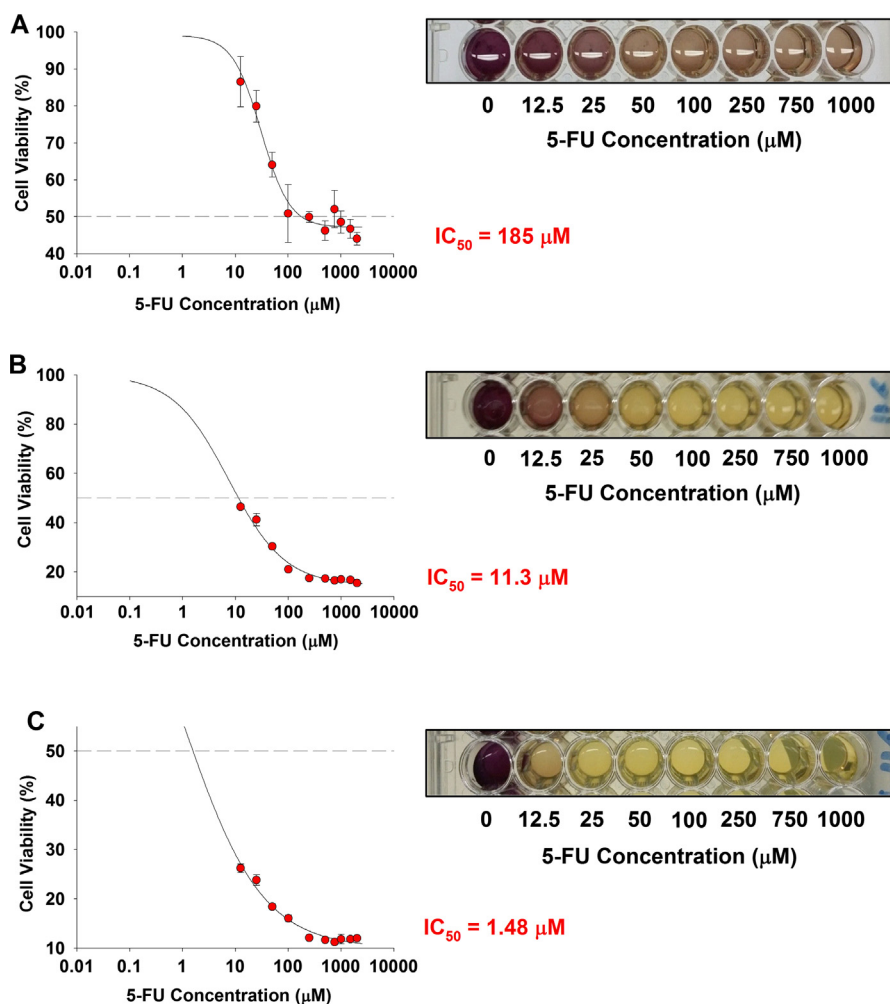 A
Cell Viability (%)
100
90
80
70
60
50
40
0.01 0.1 1 10 100 1000 10000
5-FU Concentration (μM)
0 12.5 25 50 100 250 750 1000
5-FU Concentration (μM)
IC50 = 185 μM
B
Cell Viability (%)
100
80
60
40
20
0.01 0.1 1 10 100 1000 10000
5-FU Concentration (μM)
0 12.5 25 50 100 250 750 1000
5-FU Concentration (μM)
IC50 = 11.3 μM
C
Cell Viability (%)
50
40
30
20
10
0.01 0.1 1 10 100 1000 10000
5-FU Concentration (μM)
0 12.5 25 50 100 250 750 1000
5-FU Concentration (μM)
IC50 = 1.48 μM